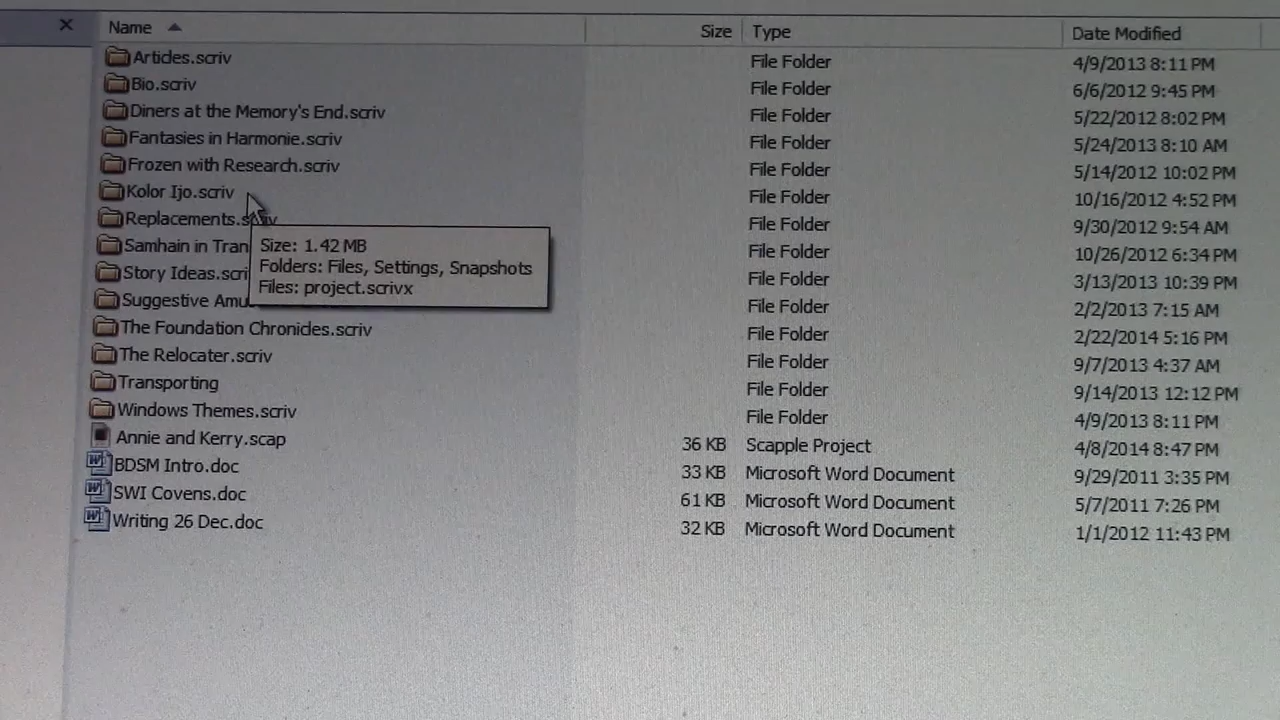 Name Size Type Date Modified
Articles.scriv File Folder 4/9/2013 8:11 PM
Bio.scriv File Folder 6/6/2012 9:45 PM
Diners at the Memory's End.scriv File Folder 5/22/2012 8:02 PM
Fantasies in Harmonie.scriv File Folder 5/24/2013 8:10 AM
Frozen with Research.scriv File Folder 5/14/2012 10:02 PM
Kolor Ijo.scriv File Folder 10/16/2012 4:52 PM
Replacements.scriv File Folder 9/30/2012 9:54 AM
Samhain in Tran File Folder 10/26/2012 6:34 PM
Story Ideas.scri File Folder 3/13/2013 10:39 PM
Suggestive Amu File Folder 2/2/2013 7:15 AM
Size: 1.42 MB
Folders: Files, Settings, Snapshots
Files: project.scrivx
The Foundation Chronicles.scriv File Folder 2/22/2014 5:16 PM
The Relocater.scriv File Folder 9/7/2013 4:37 AM
Transporting File Folder 9/14/2013 12:12 PM
Windows Themes.scriv File Folder 4/9/2013 8:11 PM
Annie and Kerry.scap 36 KB Scapple Project 4/8/2014 8:47 PM
BDSM Intro.doc 33 KB Microsoft Word Document 9/29/2011 3:35 PM
SWI Covens.doc 61 KB Microsoft Word Document 5/7/2011 7:26 PM
Writing 26 Dec.doc 32 KB Microsoft Word Document 1/1/2012 11:43 PM